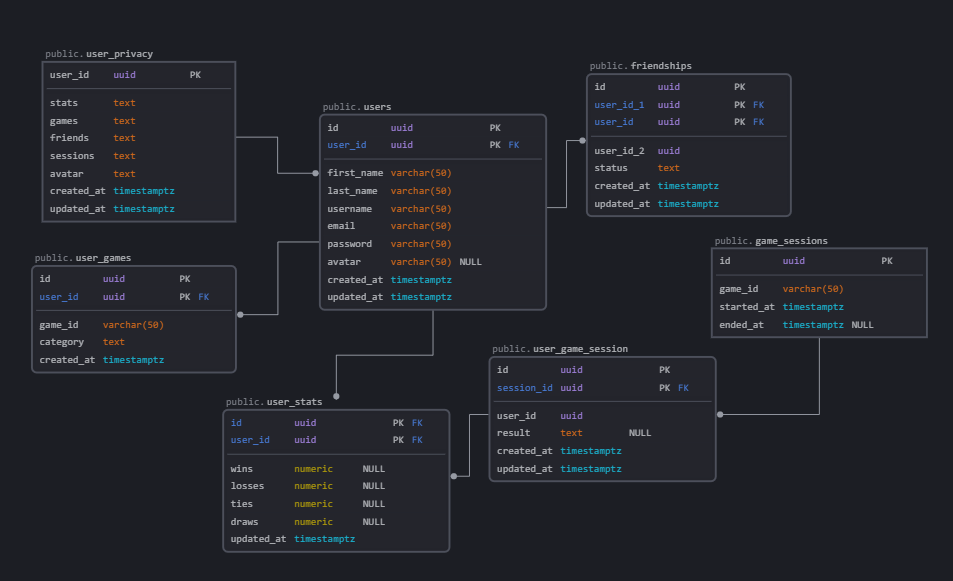 public.user_privacy
user_id uuid PK
stats text
games text
friends text
sessions text
avatar text
created_at timestamptz
updated_at timestamptz
public.users
id uuid PK
user_id uuid PK FK
first_name varchar(50)
last_name varchar(50)
username varchar(50)
email varchar(50)
password varchar(50)
avatar varchar(50) NULL
created_at timestamptz
updated_at timestamptz
public.friendships
id uuid PK
user_id_1 uuid PK FK
user_id uuid PK FK
user_id_2 uuid
status text
created_at timestamptz
updated_at timestamptz
public.user_games
id uuid PK
user_id uuid PK FK
game_id varchar(50)
category text
created_at timestamptz
public.game_sessions
id uuid PK
game_id varchar(50)
started_at timestamptz
ended_at timestamptz NULL
public.user_stats
id uuid PK FK
user_id uuid PK FK
wins numeric NULL
losses numeric NULL
ties numeric NULL
draws numeric NULL
updated_at timestamptz
public.user_game_session
id uuid PK
session_id uuid PK FK
user_id uuid
result text NULL
created_at timestamptz
updated_at timestamptz